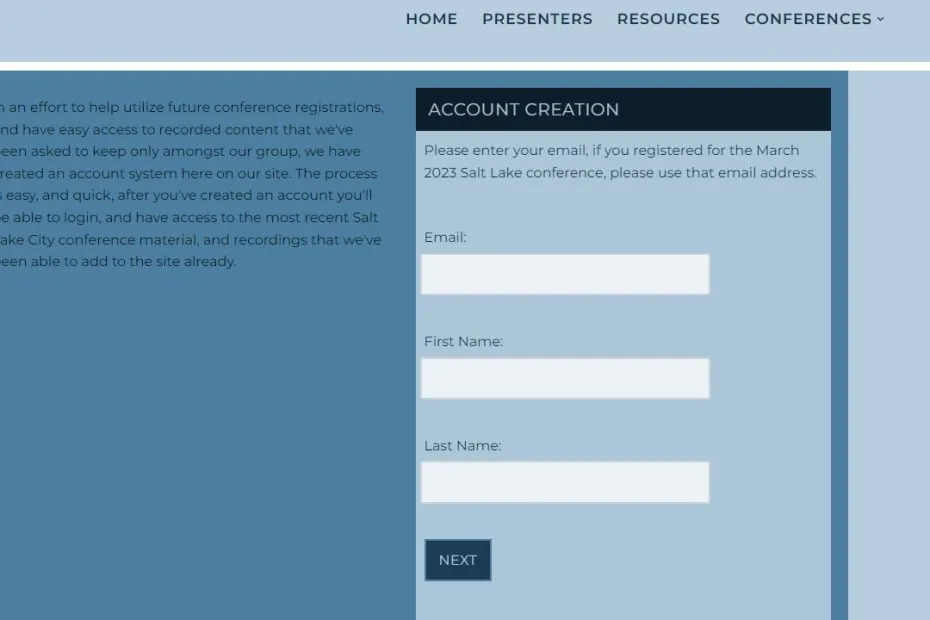 HOME PRESENTERS RESOURCES CONFERENCES
an effort to help utilize future conference registrations,
have easy access to recorded content that we've
asked to keep only amongst our group, we have
an account system here on our site. The process
easy, and quick, after you've created an account you'll
able to login, and have access to the most recent Salt
City conference material, and recordings that we've
able to add to the site already.
ACCOUNT CREATION
Please enter your email, if you registered for the March
2023 Salt Lake conference, please use that email address.
Email:
First Name:
Last Name:
NEXT